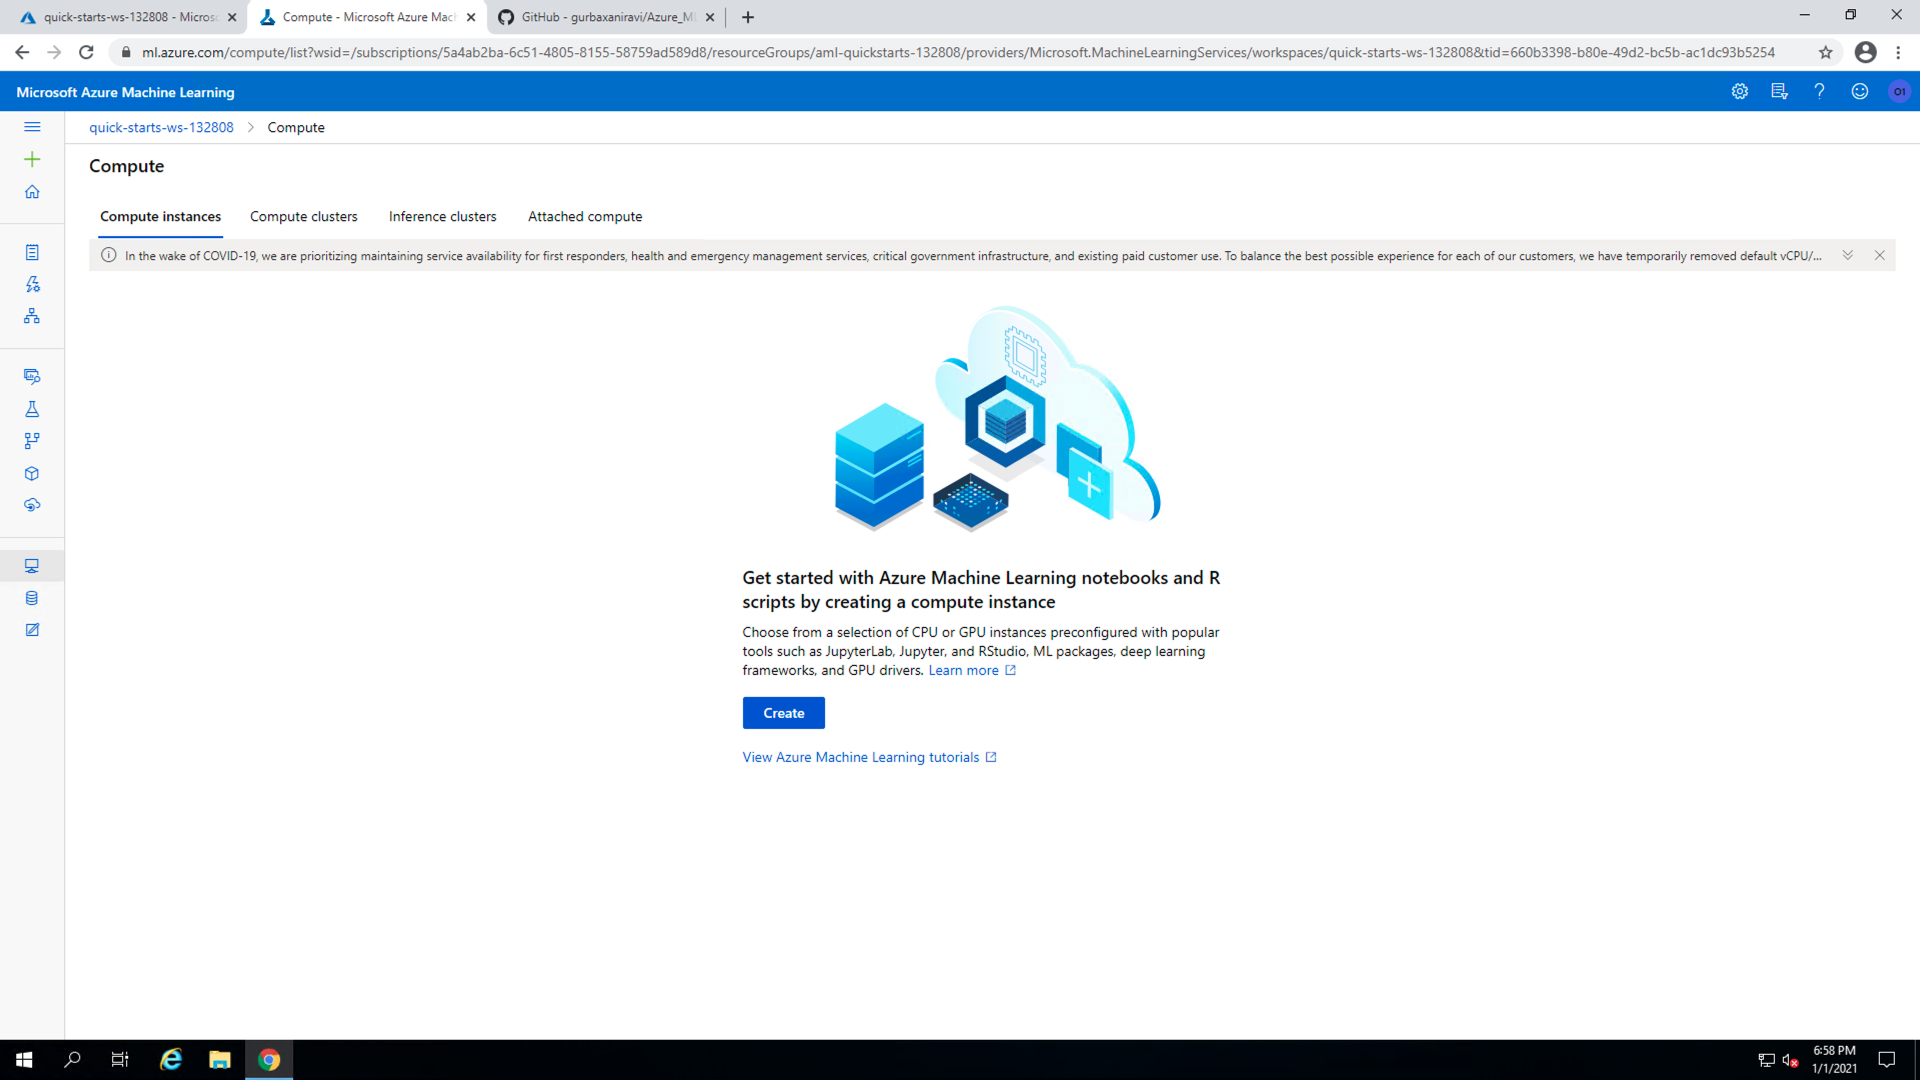 quick-starts-ws-132808 - Micros
Compute - Microsoft Azure Mach
GitHub - gurbaxaniravi/Azure_ML
ml.azure.com/compute/list?wsid=/subscriptions/5a4ab2ba-6c51-4805-8155-58759ad589d8/resourceGroups/aml-quickstarts-132808/providers/Microsoft.MachineLearningServices/workspaces/quick-starts-ws-132808&tid=660b3398-b80e-49d2-bc5b-ac1dc93b5254
Microsoft Azure Machine Learning
O1
quick-starts-ws-132808 > Compute
Compute
Compute instances Compute clusters Inference clusters Attached compute
In the wake of COVID-19, we are prioritizing maintaining service availability for first responders, health and emergency management services, critical government infrastructure, and existing paid customer use. To balance the best possible experience for each of our customers, we have temporarily removed default vCPU/...
Get started with Azure Machine Learning notebooks and R
scripts by creating a compute instance
Choose from a selection of CPU or GPU instances preconfigured with popular
tools such as JupyterLab, Jupyter, and RStudio, ML packages, deep learning
frameworks, and GPU drivers. Learn more
Create
View Azure Machine Learning tutorials
6:58 PM
1/1/2021